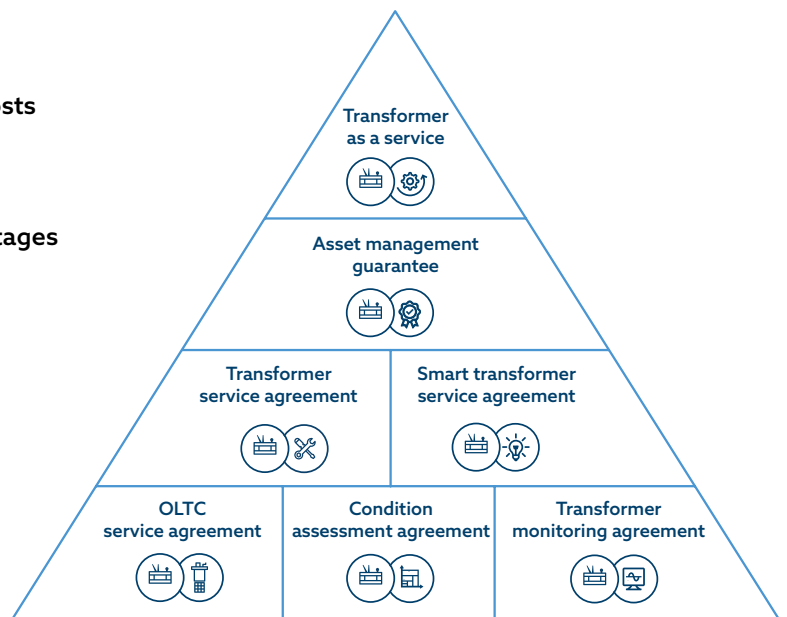 Transformer
as a service
tages
Asset management
guarantee
Transformer
service agreement
Smart transformer
service agreement
OLTC
service agreement
Condition
assessment agreement
Transformer
monitoring agreement